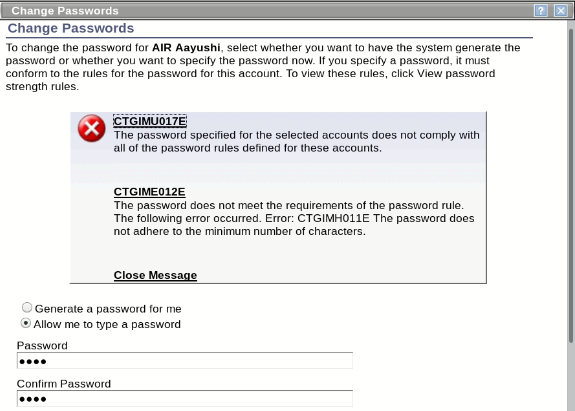 Change Passwords
Change Passwords
To change the password for AIR Aayushi, select whether you want to have the system generate the
password or whether you want to specify the password now. If you specify a password, it must
conform to the rules for the password for this account. To view these rules, click View password
strength rules.
CTGIMU017E
The password specified for the selected accounts does not comply with
all of the password rules defined for these accounts.
CTGIME012E
The password does not meet the requirements of the password rule.
The following error occurred. Error: CTGIMH011E The password does
not adhere to the minimum number of characters.
Close Message
Generate a password for me
Allow me to type a password
Password
●●●●
Confirm Password
●●●●